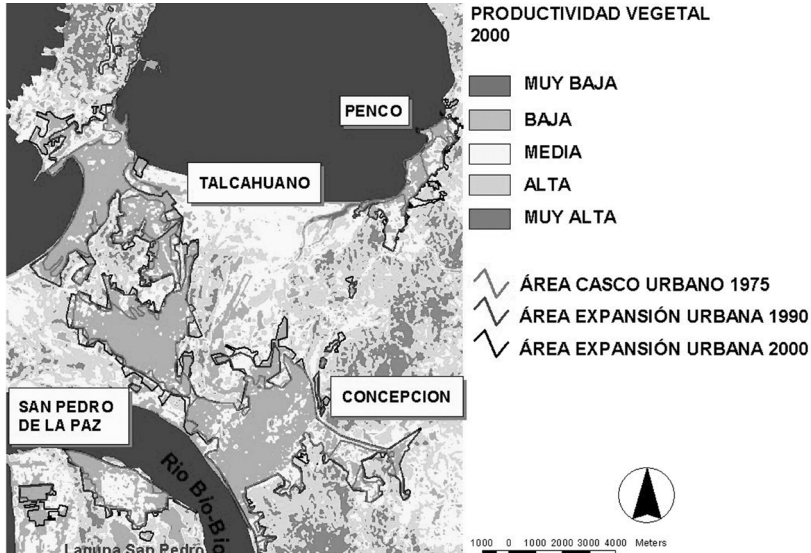 PRODUCTIVIDAD VEGETAL
2000
MUY BAJA
BAJA
MEDIA
ALTA
MUY ALTA
ÁREA CASCO URBANO 1975
ÁREA EXPANSIÓN URBANA 1990
ÁREA EXPANSIÓN URBANA 2000
PENCO
TALCAHUANO
CONCEPCION
SAN PEDRO
DE LA PAZ
Rio Bío-Bío
Laguna San Pedro
1000 0 1000 2000 3000 4000 Meters